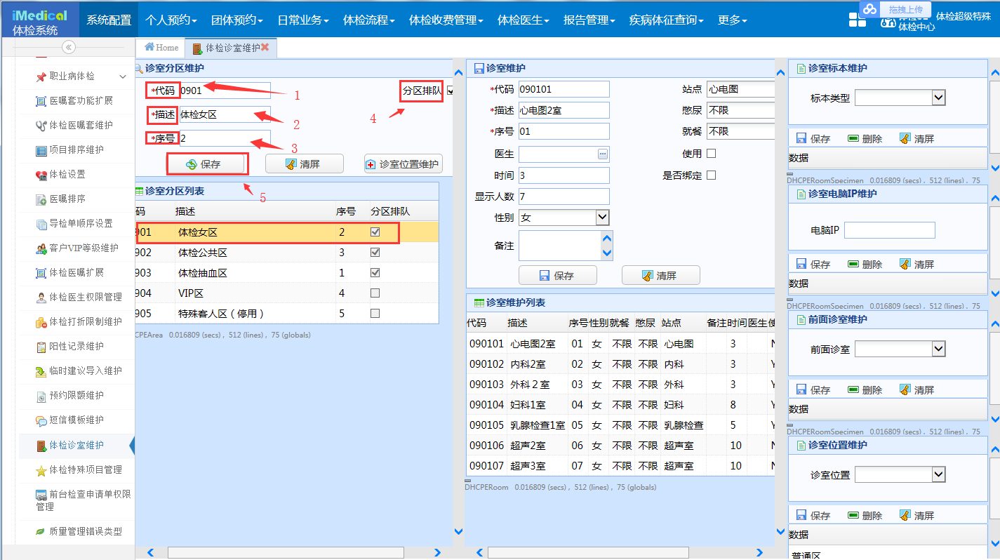 iMedical
体检系统
系统配置 个人预约 团体预约 日常业务 体检流程 体检收费管理 体检医生 报告管理 疾病体征查询 更多
拖拽上传
体检中心
体检超级特殊
Home 体检诊室维护
职业病体检
医嘱套功能扩展
体检医嘱套维护
项目排序维护
体检设置
医嘱排序
导检单顺序设置
客户VIP等级维护
体检医嘱扩展
体检医生权限管理
体检打折限制维护
阳性记录维护
临时建议导入维护
预约限额维护
短信模板维护
体检诊室维护
体检特殊项目管理
前台检查申请单权限
管理
质量管理错误类型
诊室分区维护
*代码 0901 1 分区排队
*描述 体检女区 2 4
*序号 2 3
保存 清屏 诊室位置维护
5
诊室分区列表
码 描述 序号 分区排队
901 体检女区 2
902 体检公共区 3
903 体检抽血区 1
904 VIP区 4
905 特殊客人区（停用） 5
CPEArea 0.016809 (secs) , 512 (lines) , 75 (globals)
诊室维护
*代码 090101 站点 心电图
*描述 心电图2室 憋尿 不限
*序号 01 就餐 不限
医生 使用
时间 3 是否绑定
显示人数 7
性别 女
备注
保存 清屏
诊室维护列表
代码 描述 序号 性别 就餐 憋尿 站点 备注 时间 医生 使
090101 心电图2室 01 女 不限 不限 心电图 3 N
090102 内科2室 02 女 不限 不限 内科 3 Y
090103 外科２室 03 女 不限 不限 外科 3 Y
090104 妇科1室 04 女 不限 不限 妇科 8 Y
090105 乳腺检查1室 05 女 不限 不限 乳腺检查 5 Y
090106 超声2室 06 女 不限 不限 超声室 10 N
090107 超声3室 07 女 不限 不限 超声室 10 N
DHCPERoom 0.016809 (secs) , 512 (lines) , 75 (globals)
诊室标本维护
标本类型
保存 删除 清屏
数据
DHCPERoomSpecimen 0.016809 (secs) , 512 (lines) , 75
诊室电脑IP维护
电脑IP
保存 删除 清屏
数据
DHCPERoomSpecimen 0.016809 (secs) , 512 (lines) , 75
前面诊室维护
前面诊室
保存 删除 清屏
数据
DHCPERoomSpecimen 0.016809 (secs) , 512 (lines) , 75
诊室位置维护
诊室位置
保存 删除 清屏
数据
普通区